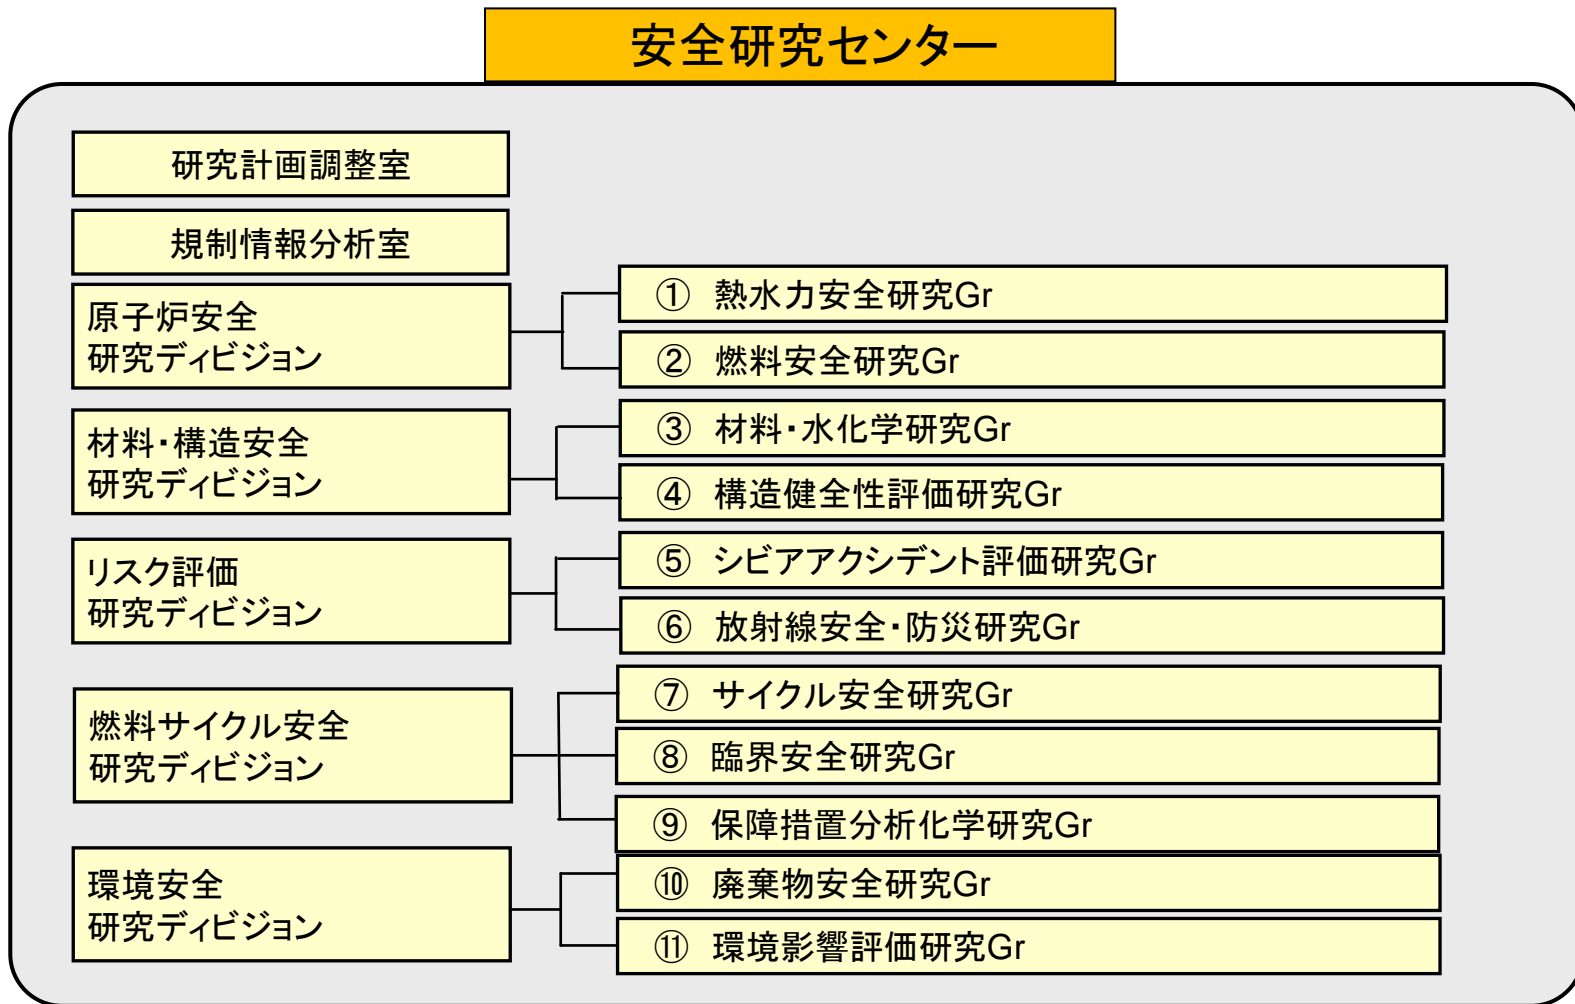 安全研究センター
研究計画調整室
規制情報分析室
原子炉安全
研究ディビジョン
① 熱水力安全研究Gr
② 燃料安全研究Gr
材料・構造安全
研究ディビジョン
③ 材料・水化学研究Gr
④ 構造健全性評価研究Gr
リスク評価
研究ディビジョン
⑤ シビアアクシデント評価研究Gr
⑥ 放射線安全・防災研究Gr
燃料サイクル安全
研究ディビジョン
⑦ サイクル安全研究Gr
⑧ 臨界安全研究Gr
⑨ 保障措置分析化学研究Gr
環境安全
研究ディビジョン
⑩ 廃棄物安全研究Gr
⑪ 環境影響評価研究Gr